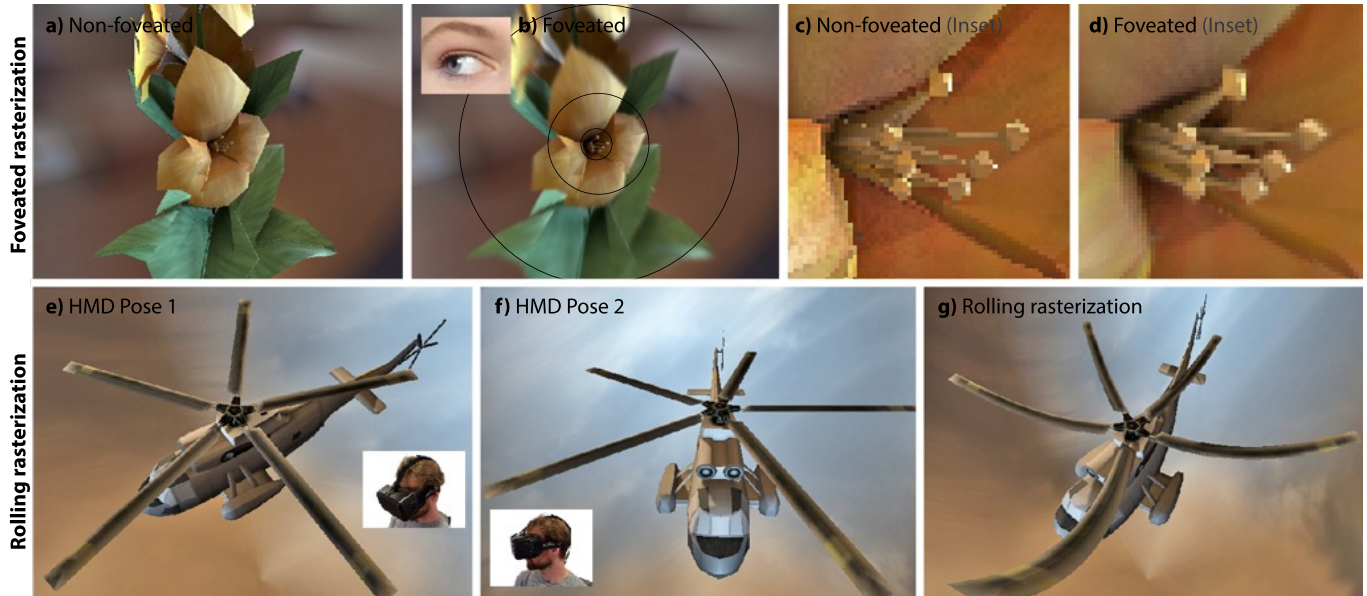 Foveated rasterization
a) Non-foveated
b) Foveated
c) Non-foveated (Inset)
d) Foveated (Inset)
Rolling rasterization
e) HMD Pose 1
f) HMD Pose 2
g) Rolling rasterization